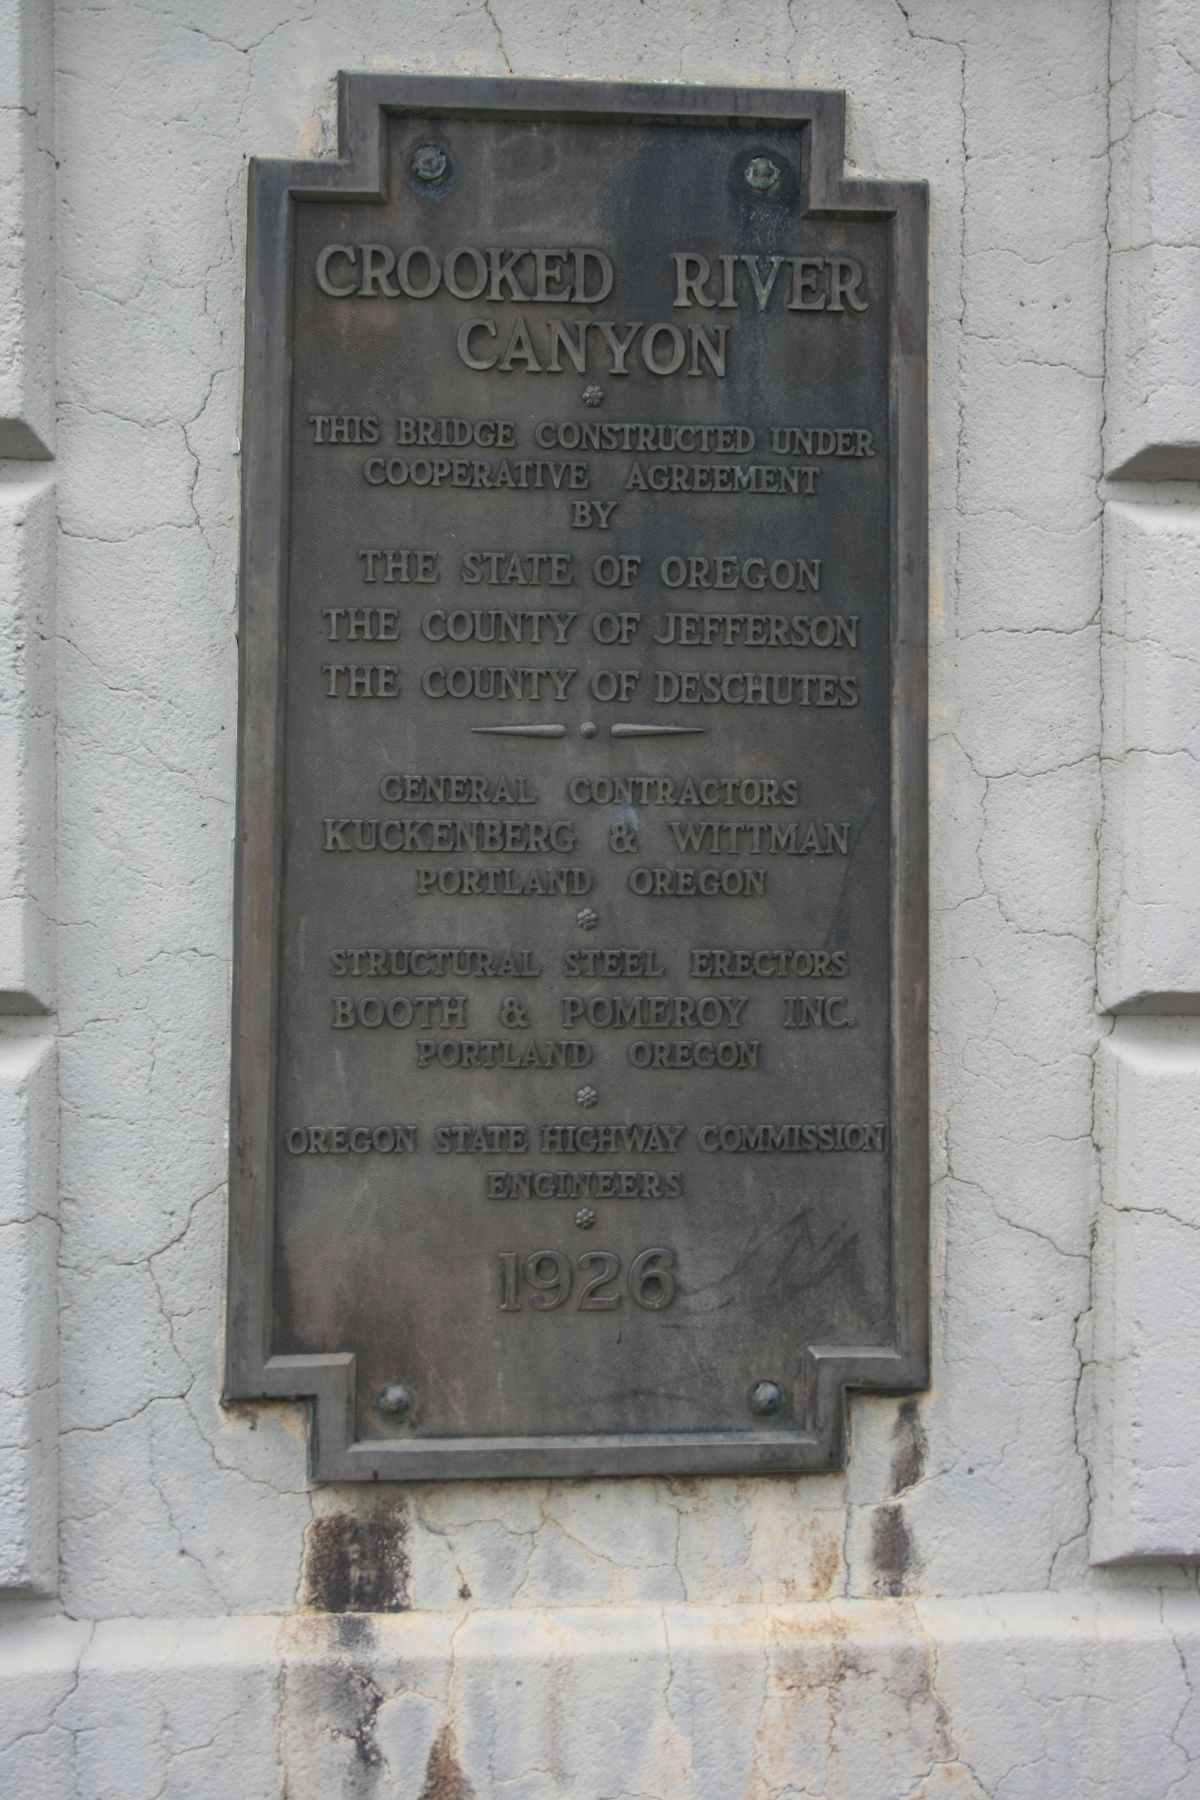 CROOKED RIVER
CANYON
THIS BRIDGE CONSTRUCTED UNDER
COOPERATIVE AGREEMENT
BY
THE STATE OF OREGON
THE COUNTY OF JEFFERSON
THE COUNTY OF DESCHUTES
GENERAL CONTRACTORS
KUCKENBERG & WITTMAN
PORTLAND OREGON
STRUCTURAL STEEL ERECTORS
BOOTH & POMEROY INC.
PORTLAND OREGON
OREGON STATE HIGHWAY COMMISSION
ENGINEERS
1926